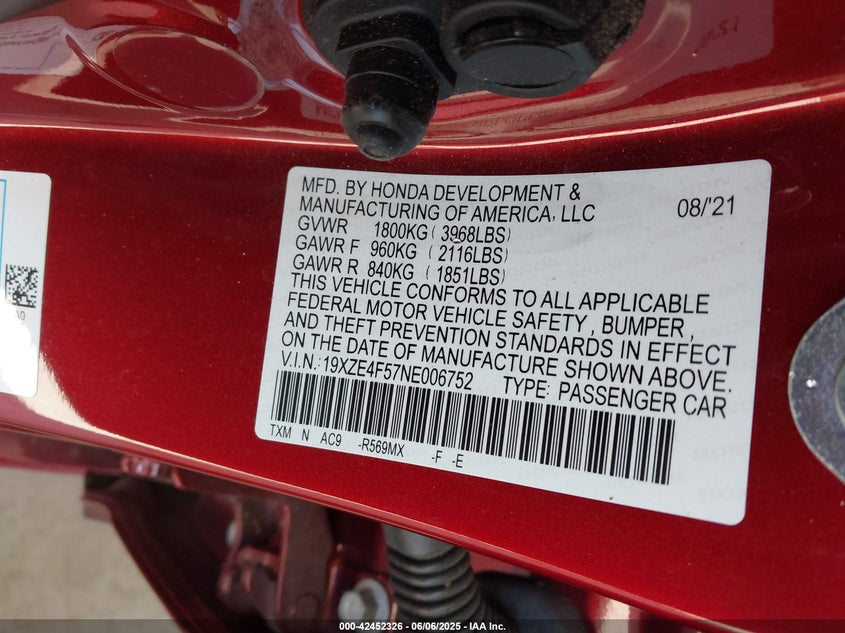 MFD. BY HONDA DEVELOPMENT &
MANUFACTURING OF AMERICA, LLC 08/'21
GVWR 1800KG (3968LBS)
GAWR F 960KG (2116LBS)
GAWR R 840KG (1851LBS)
THIS VEHICLE CONFORMS TO ALL APPLICABLE
FEDERAL MOTOR VEHICLE SAFETY, BUMPER,
AND THEFT PREVENTION STANDARDS IN EFFECT
ON THE DATE OF MANUFACTURE SHOWN ABOVE.
V.I.N.: 19XZE4F57NE006752 TYPE: PASSENGER CAR
TXM N AC9 -R569MX -F -E
000-42452326 - 06/06/2025 - IAA Inc.